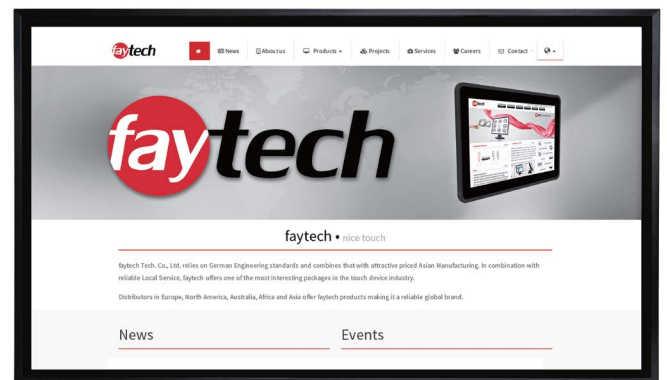 faytech
News
About us
Products
Projects
Services
Careers
Contact
faytech
faytech • nice touch
faytech Tech. Co., Ltd. relies on German Engineering standards and combines that with attractive priced Asian Manufacturing. In combination with
reliable Local Service, faytech offers one of the most interesting packages in the touch device industry.
Distributors in Europe, North America, Australia, Africa and Asia offer faytech products making it a reliable global brand.
News
Events